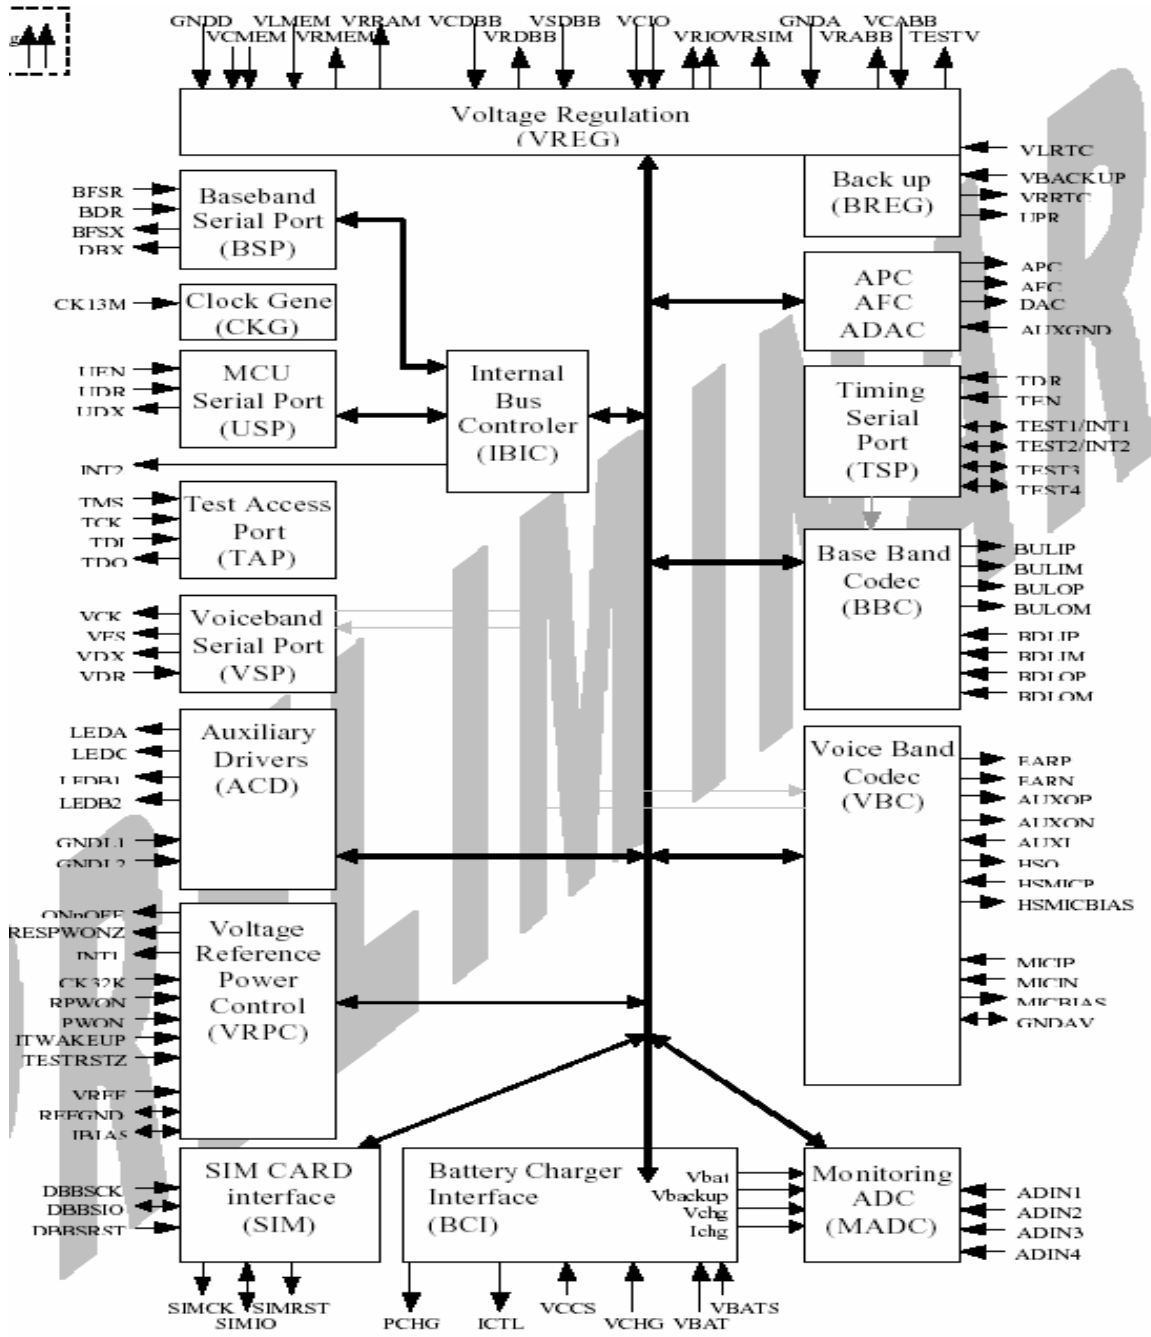 GNDD VLMEM VRRAM VCDBB VSDBB VCIO GNDA VCABB
VCMEM VRMEM VRDBB VRIO VRSIM VRABB TESTV
Voltage Regulation
(VREG)
VLRTC
Back up
(BREG)
VBACKUP
VRRTC
UPR
BFSR
BDR
BFSX
DBX
Baseband
Serial Port
(BSP)
APC
AFC
ADAC
APC
AFC
DAC
AUXGND
CK13M
Clock Gene
(CKG)
UEN
UDR
UDX
MCU
Serial Port
(USP)
Internal
Bus
Controler
(IBIC)
Timing
Serial
Port
(TSP)
TDR
TEN
TEST1/INT1
TEST2/INT2
TEST3
TEST4
INT2
TMS
TCK
TDI
TDO
Test Access
Port
(TAP)
Base Band
Codec
(BBC)
BULIP
BULIM
BULOP
BULOM
BDLIP
BDLIM
BDLOP
BDLOM
VCK
VFS
VDX
VDR
Voiceband
Serial Port
(VSP)
LEDA
LEDC
LEDB1
LEDB2
GNDL1
GNDL2
Auxiliary
Drivers
(ACD)
Voice Band
Codec
(VBC)
EARP
EARN
AUXOP
AUXON
AUXI
HSO
HSMICP
HSMICBIAS
MICIP
MICIN
MICBIAS
GNDAV
ONnOFF
RESPWONZ
INT1
CK32K
RPWON
PWON
ITWAKEUP
TESTRSTZ
VREF
REFGND
IBIAS
Voltage
Reference
Power
Control
(VRPC)
DBBSCK
DBBSIO
DBBSRST
SIM CARD
interface
(SIM)
Battery Charger
Interface
(BCI)
Vbat
Vbackup
Vchg
Ichg
Monitoring
ADC
(MADC)
ADIN1
ADIN2
ADIN3
ADIN4
SIMCK SIMRST VCCS VBATS
SIMIO PCHG ICTL VCHG VBAT